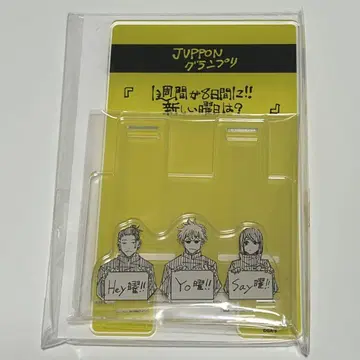 JUPPON
グランプリ
『1週間が8日間に!!
新しい曜日は?』
Hey曜!!
Yo曜!!
Say曜!!